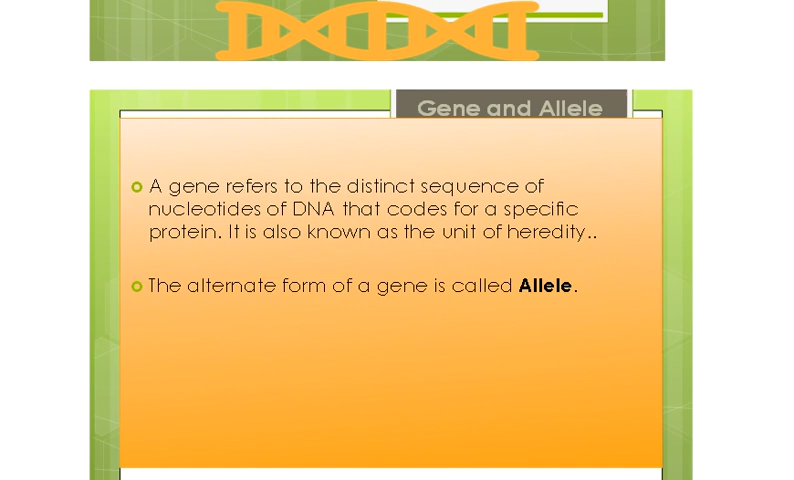 Gene and Allele
A gene refers to the distinct sequence of
nucleotides of DNA that codes for a specific
protein. It is also known as the unit of heredity..
The alternate form of a gene is called Allele.